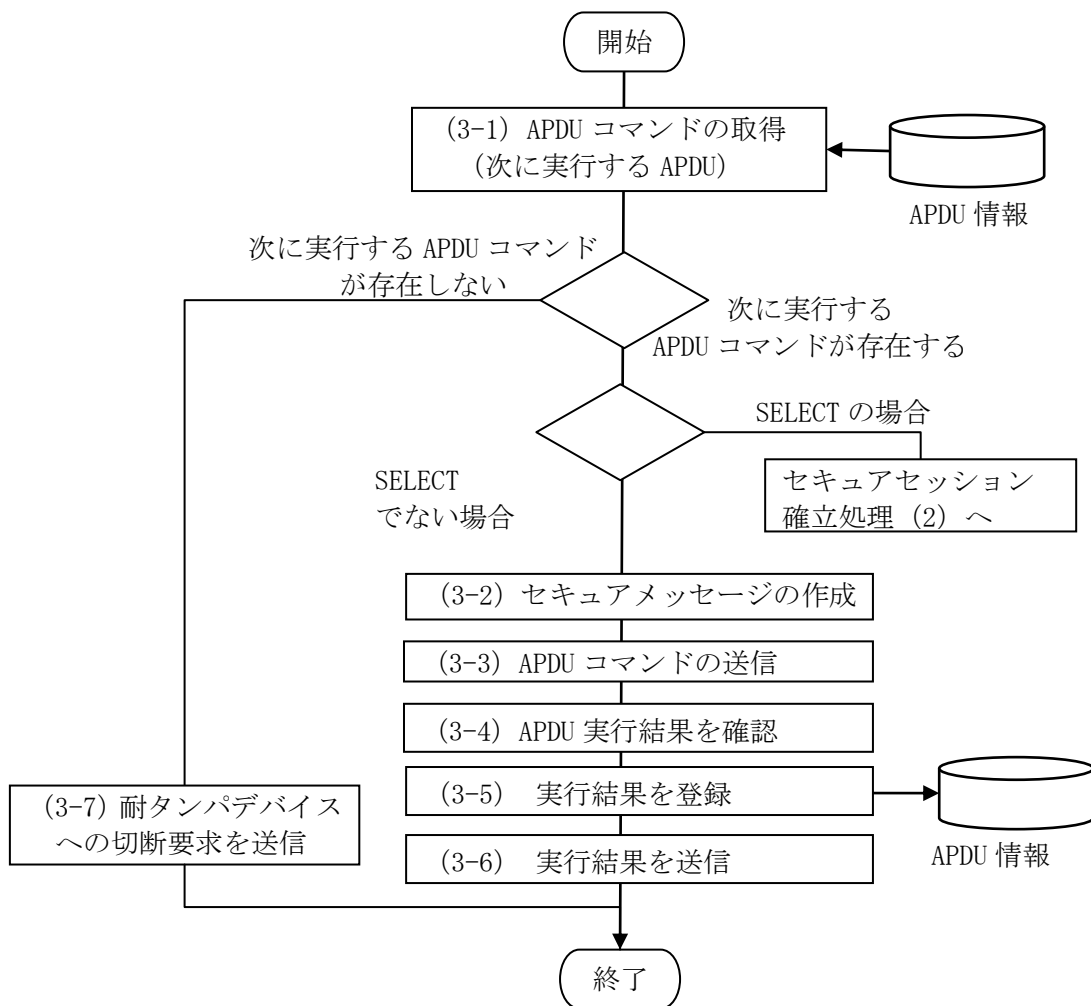 開始
(3-1) APDU コマンドの取得
(次に実行する APDU)
APDU 情報
次に実行する APDU コマンド
が存在しない
次に実行する
APDU コマンドが存在する
SELECT の場合
SELECT
でない場合
セキュアセッション
確立処理 (2) へ
(3-2) セキュアメッセージの作成
(3-3) APDU コマンドの送信
(3-4) APDU 実行結果を確認
(3-5) 実行結果を登録
(3-7) 耐タンパデバイス
への切断要求を送信
(3-6) 実行結果を送信
APDU 情報
終了